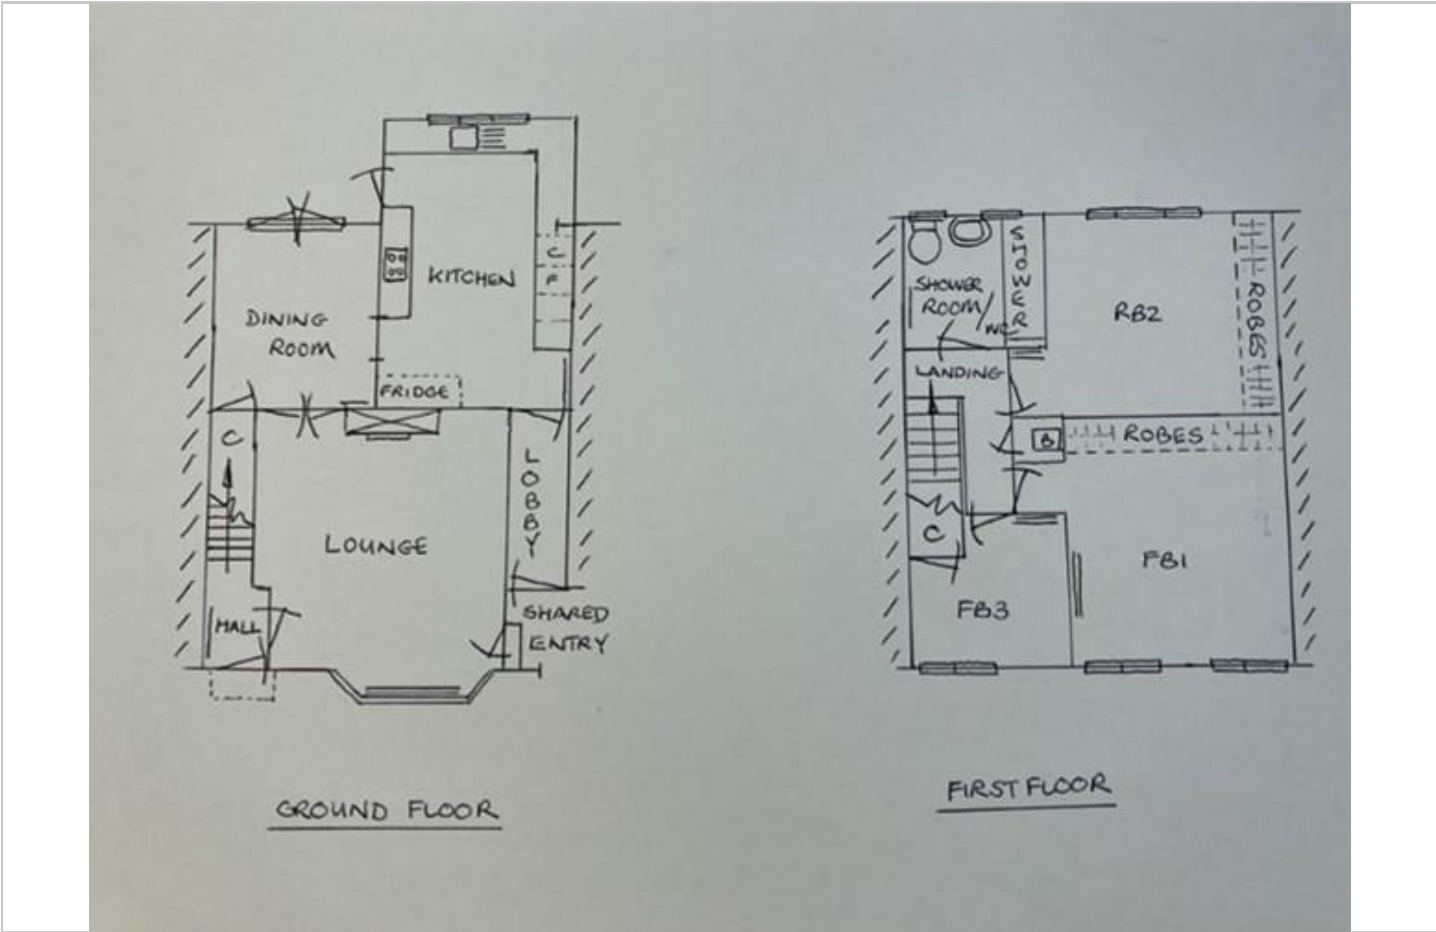 DINING
ROOM
KITCHEN
C
F
FRIDGE
C
LOUNGE
LOBBY
HALL
SHARED
ENTRY
GROUND FLOOR
SHOWER
ROOM/
WC
SHOWER
RB2
ROBES
LANDING
B
ROBES
C
FB1
FB3
FIRST FLOOR